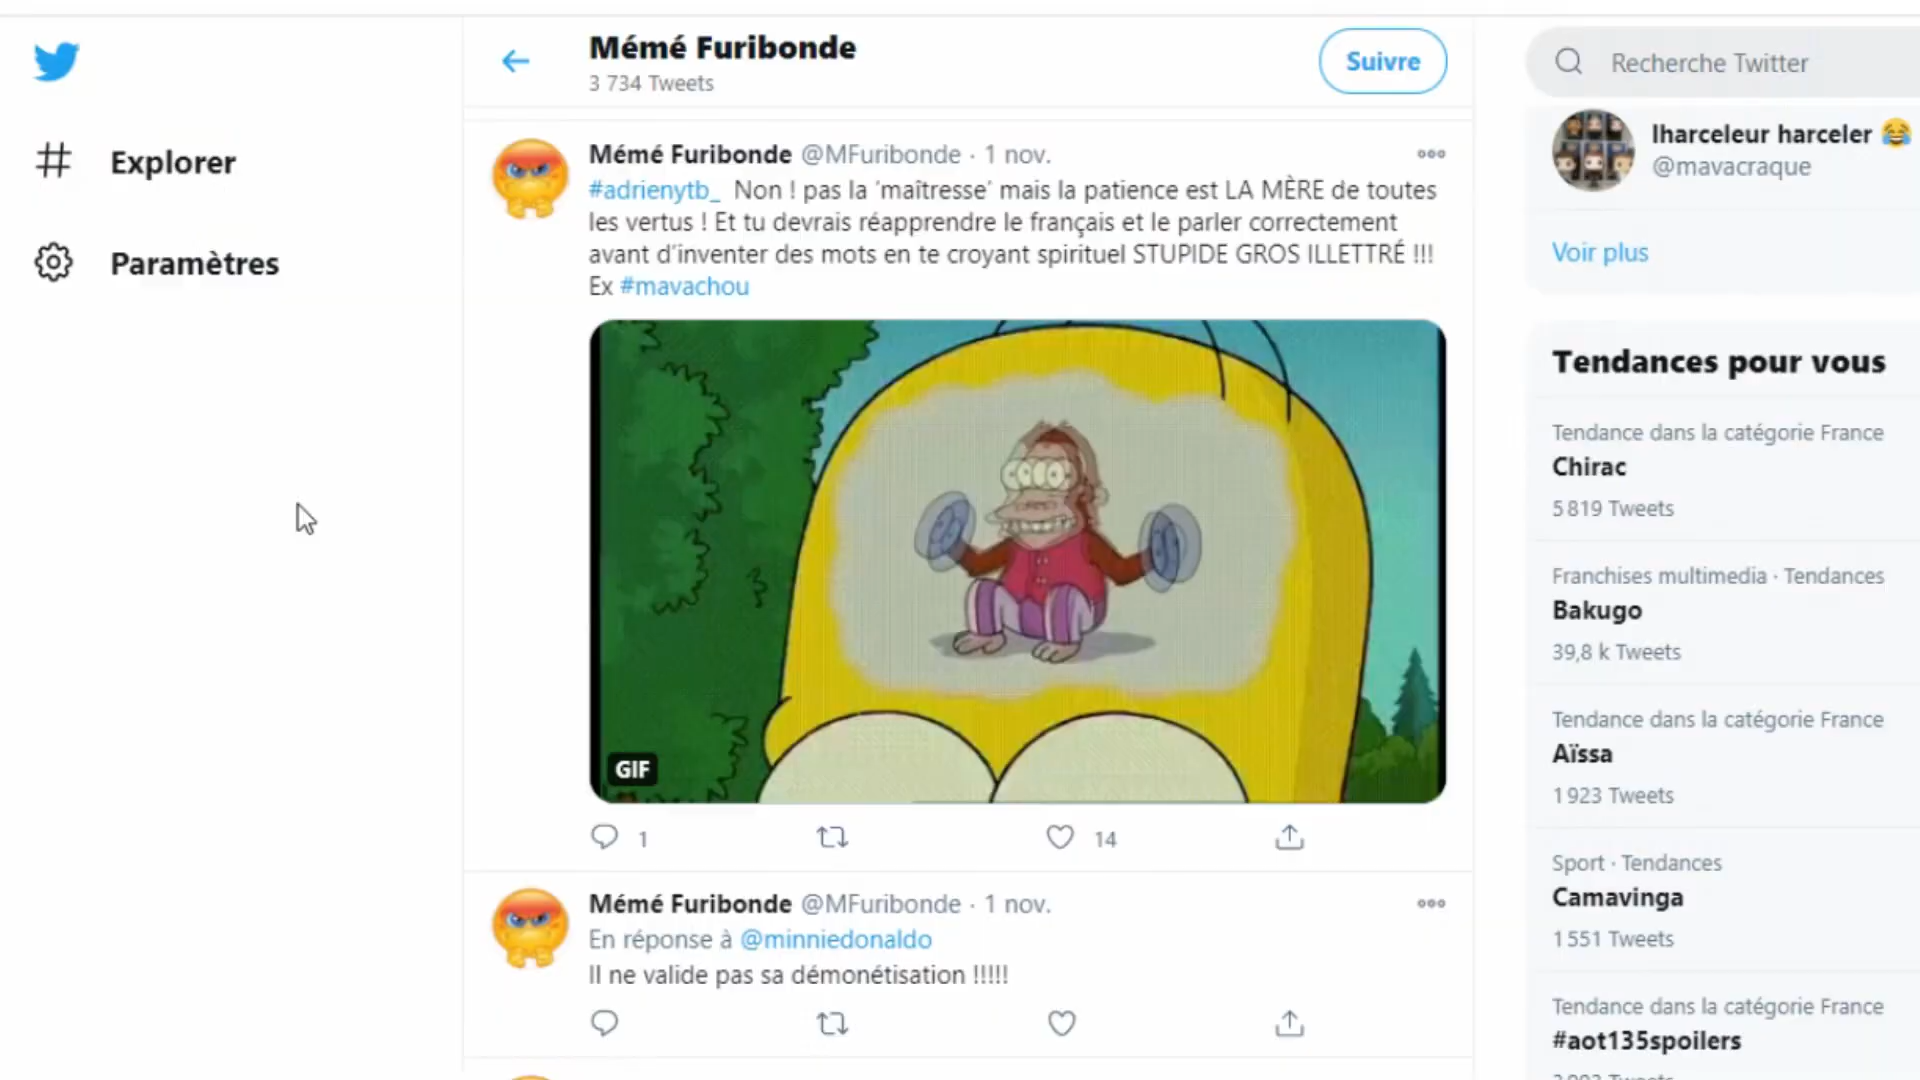 Explorer
Paramètres
Mémé Furibonde
3 734 Tweets
Suivre
Mémé Furibonde @MFuribonde · 1 nov.
#adrienytb_ Non ! pas la 'maîtresse' mais la patience est LA MÈRE de toutes
les vertus ! Et tu devrais réapprendre le français et le parler correctement
avant d'inventer des mots en te croyant spirituel STUPIDE GROS ILLETTRÉ !!!
Ex #mavachou
GIF
1
14
Mémé Furibonde @MFuribonde · 1 nov.
En réponse à @minniedonaldo
Il ne valide pas sa démonétisation !!!!!
Recherche Twitter
lharceleur harceler 😂
@mavacraque
Voir plus
Tendances pour vous
Tendance dans la catégorie France
Chirac
5 819 Tweets
Franchises multimedia · Tendances
Bakugo
39,8 k Tweets
Tendance dans la catégorie France
Aïssa
1 923 Tweets
Sport · Tendances
Camavinga
1 551 Tweets
Tendance dans la catégorie France
#aot135spoilers